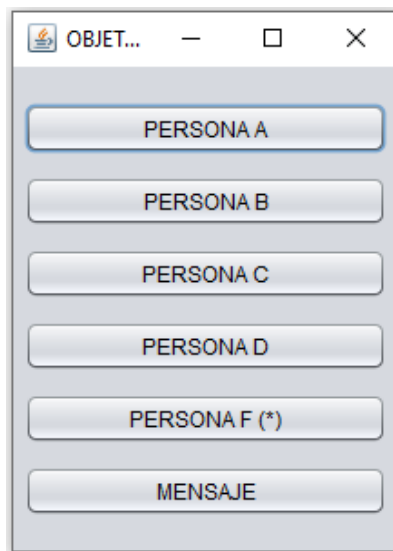 OBJET...
PERSONA A
PERSONA B
PERSONA C
PERSONA D
PERSONA F (*)
MENSAJE